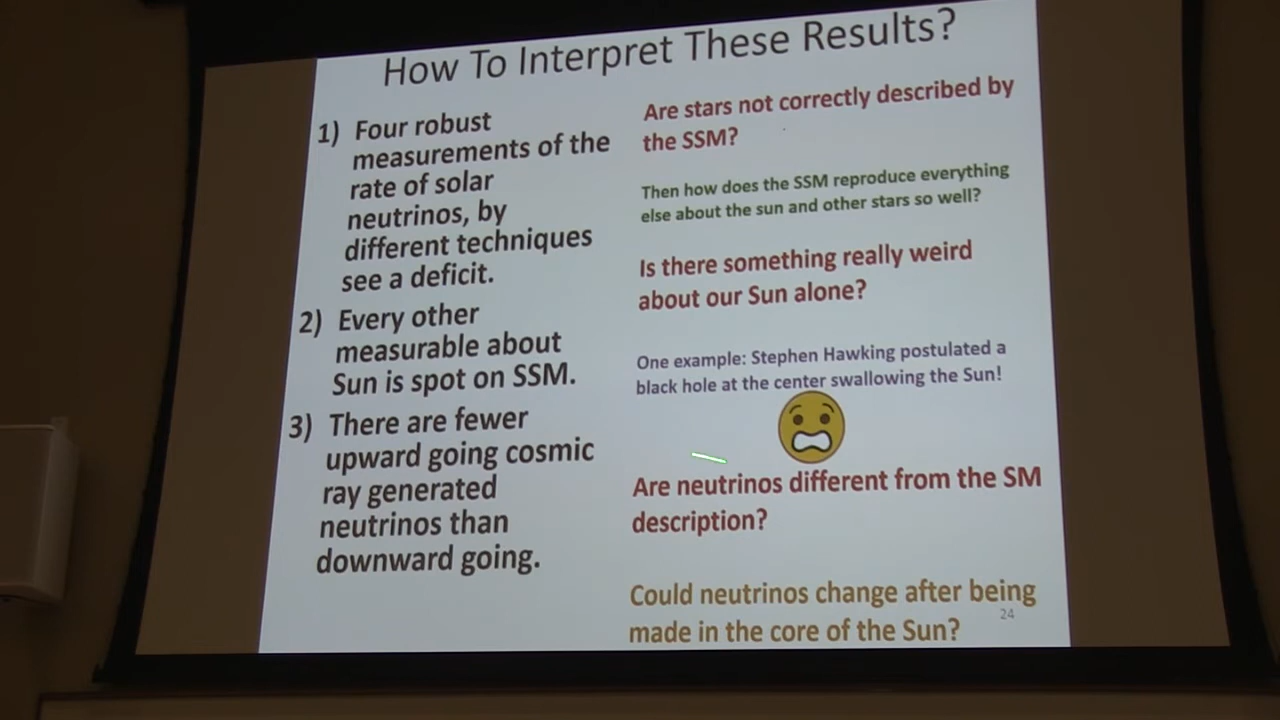 How To Interpret These Results?
1) Four robust
measurements of the
rate of solar
neutrinos, by
different techniques
see a deficit.
2) Every other
measurable about
Sun is spot on SSM.
3) There are fewer
upward going cosmic
ray generated
neutrinos than
downward going.
Are stars not correctly described by
the SSM?
Then how does the SSM reproduce everything
else about the sun and other stars so well?
Is there something really weird
about our Sun alone?
One example: Stephen Hawking postulated a
black hole at the center swallowing the Sun!
Are neutrinos different from the SM
description?
Could neutrinos change after being
made in the core of the Sun?
24